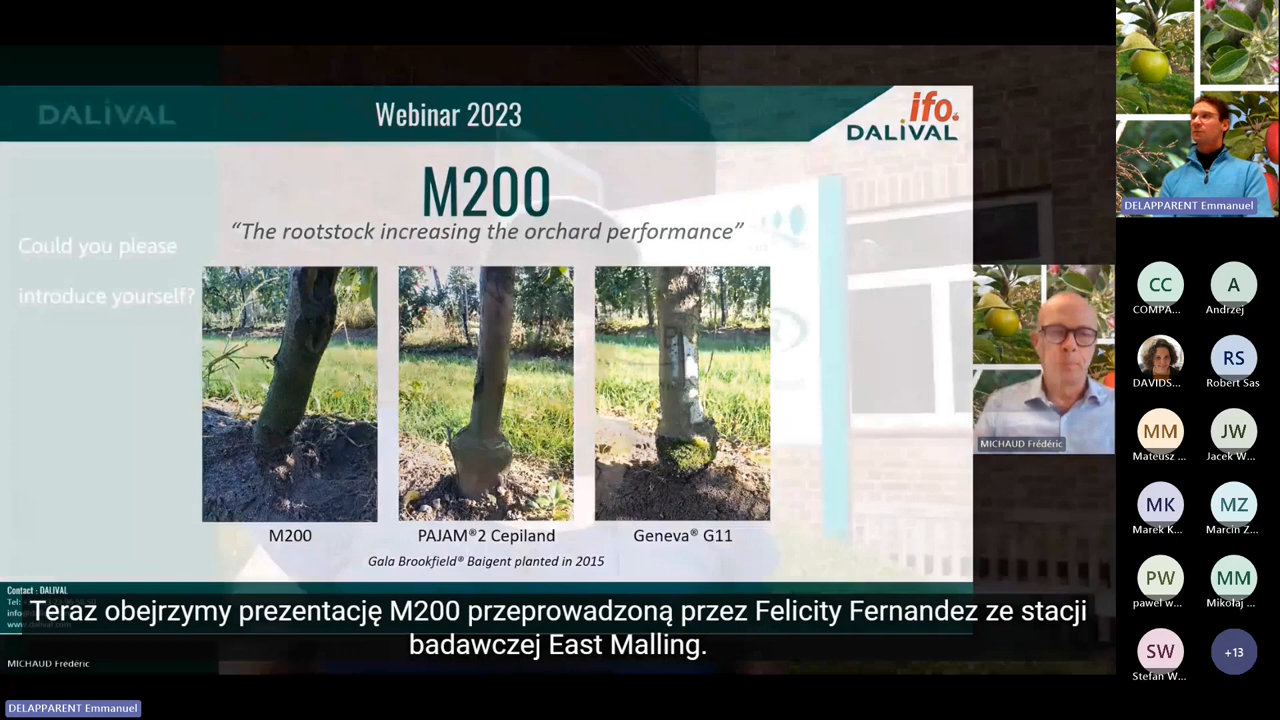 DALiVAL
Webinar 2023
ifo.
DALiVAL
M200
“The rootstock increasing the orchard performance”
Could you please
introduce yourself?
M200
PAJAM®2 Cepiland
Geneva® G11
Gala Brookfield® Baigent planted in 2015
Contact : DALIVAL
Tel:
Teraz obejrzymy prezentację M200 przeprowadzoną przez Felicity Fernandez ze stacji
badawczej East Malling.
MICHAUD Frédéric
DELAPPARENT Emmanuel
DELAPPARENT Emmanuel
MICHAUD Frédéric
CC
COMPA...
A
Andrzej
DAVIDS...
RS
Robert Sas
MM
Mateusz ...
JW
Jacek W...
MK
Marek K...
MZ
Marcin Z...
PW
pawel w...
MM
Mikołaj ...
SW
Stefan W...
+13